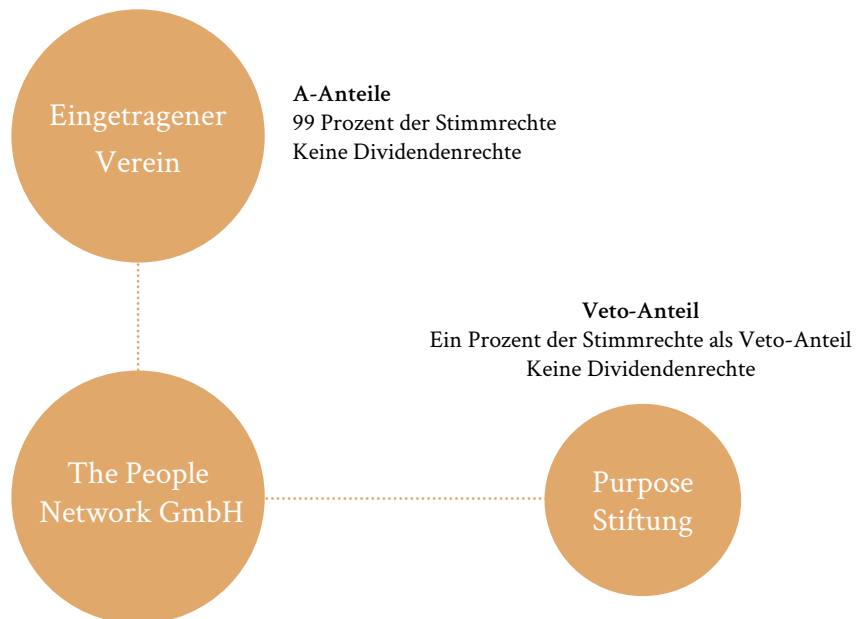 Eingetragener
Verein
A-Anteile
99 Prozent der Stimmrechte
Keine Dividendenrechte
Veto-Anteil
Ein Prozent der Stimmrechte als Veto-Anteil
Keine Dividendenrechte
The People
Network GmbH
Purpose
Stiftung